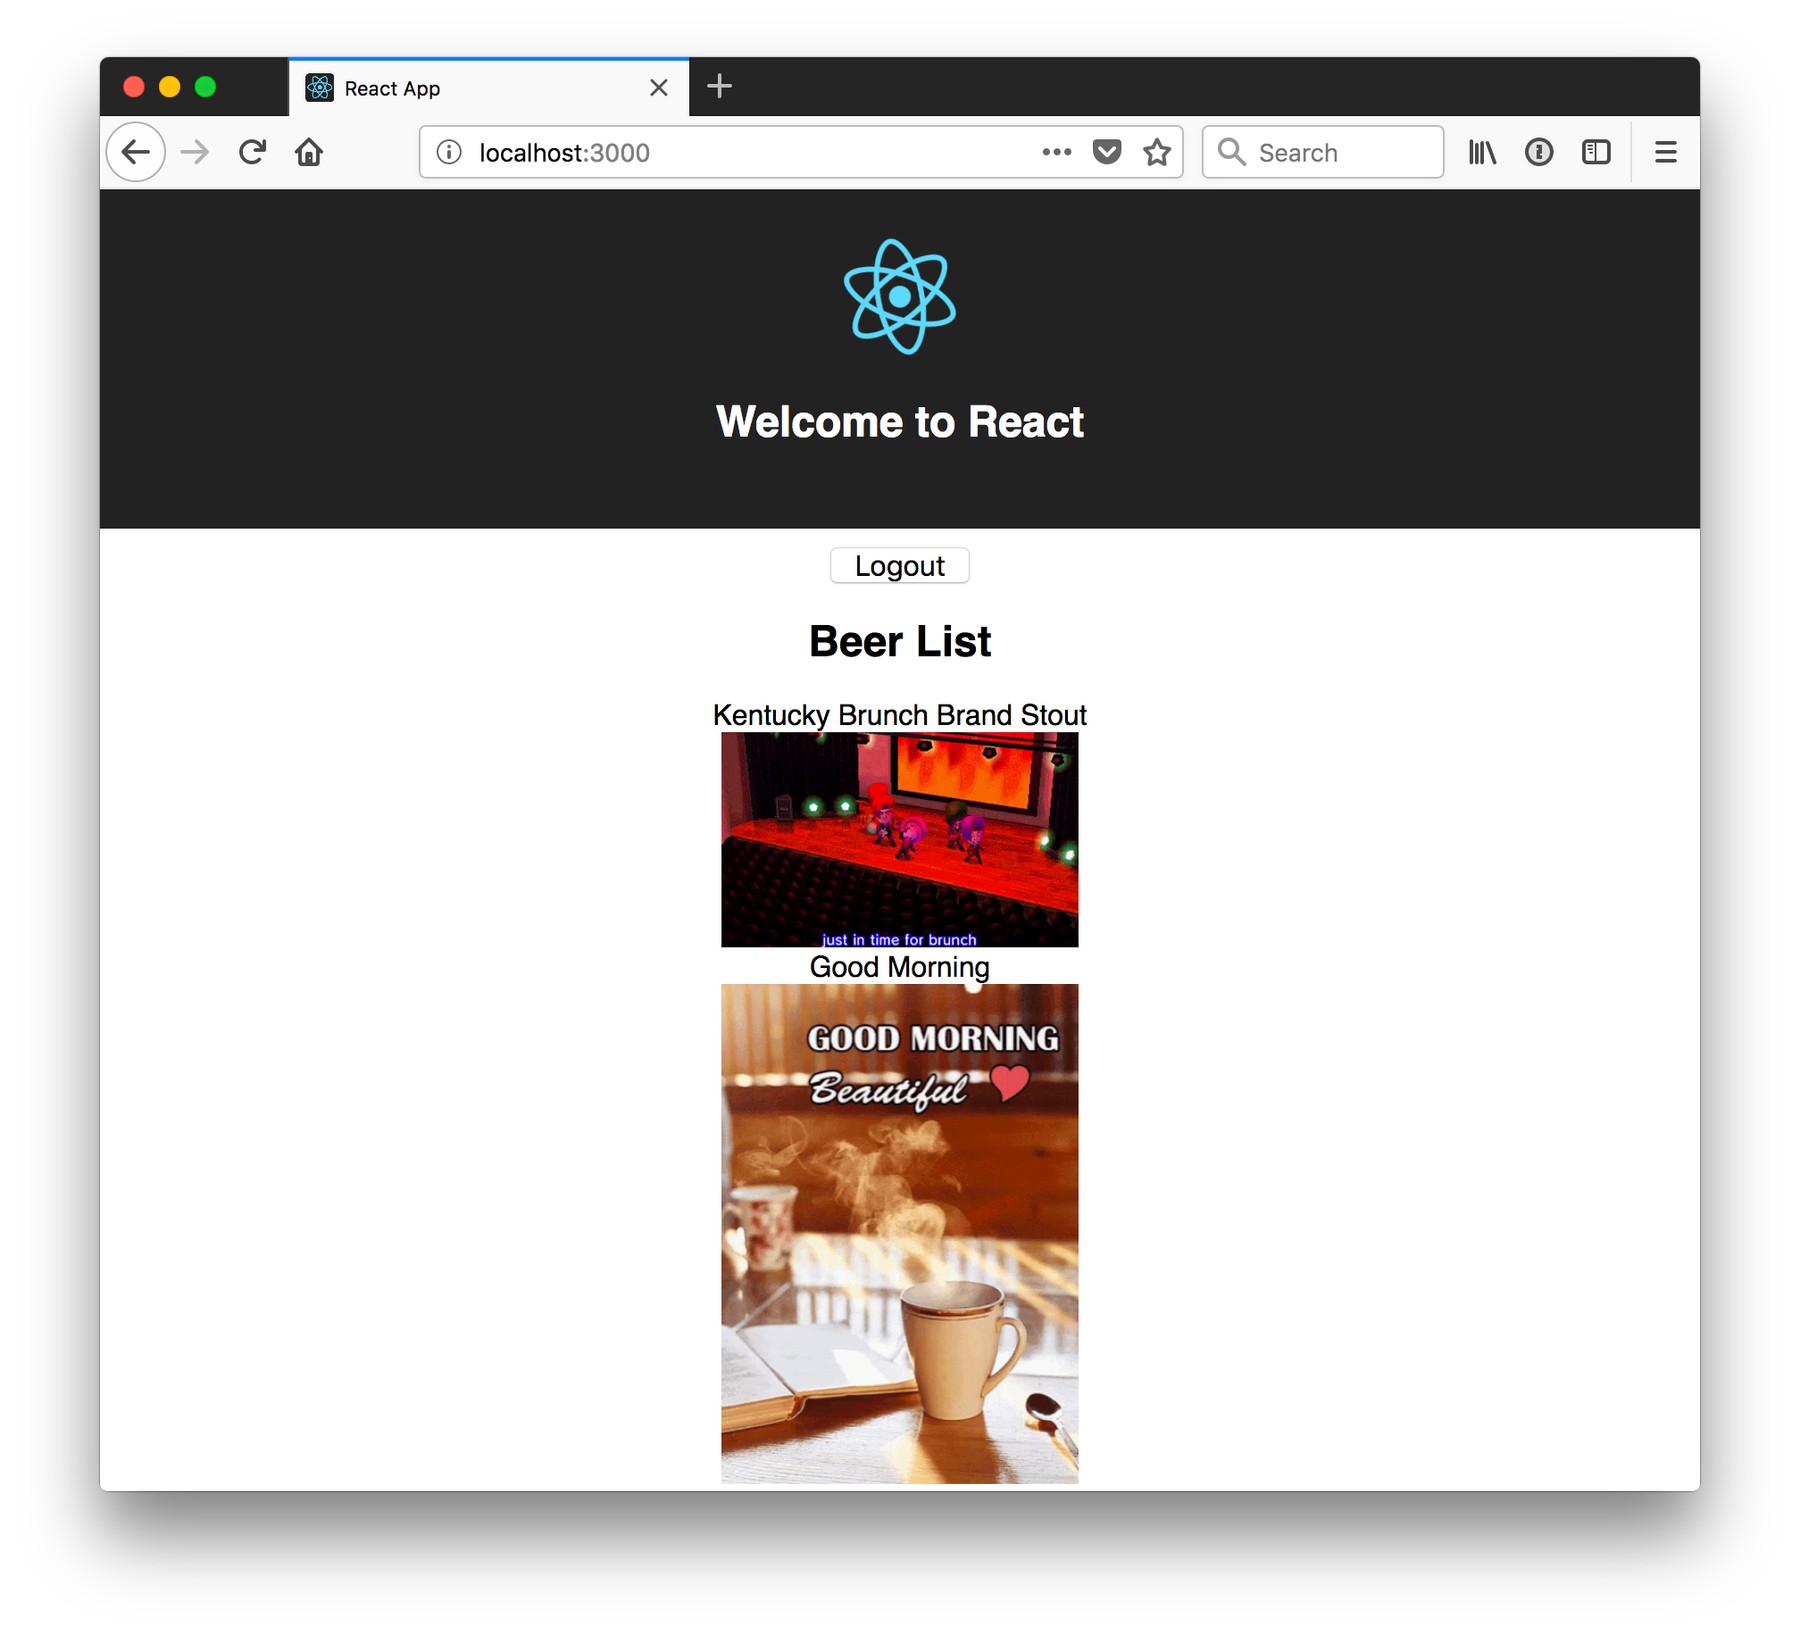 React App
localhost:3000
Search
Welcome to React
Logout
Beer List
Kentucky Brunch Brand Stout
just in time for brunch
Good Morning
GOOD MORNING
Beautiful